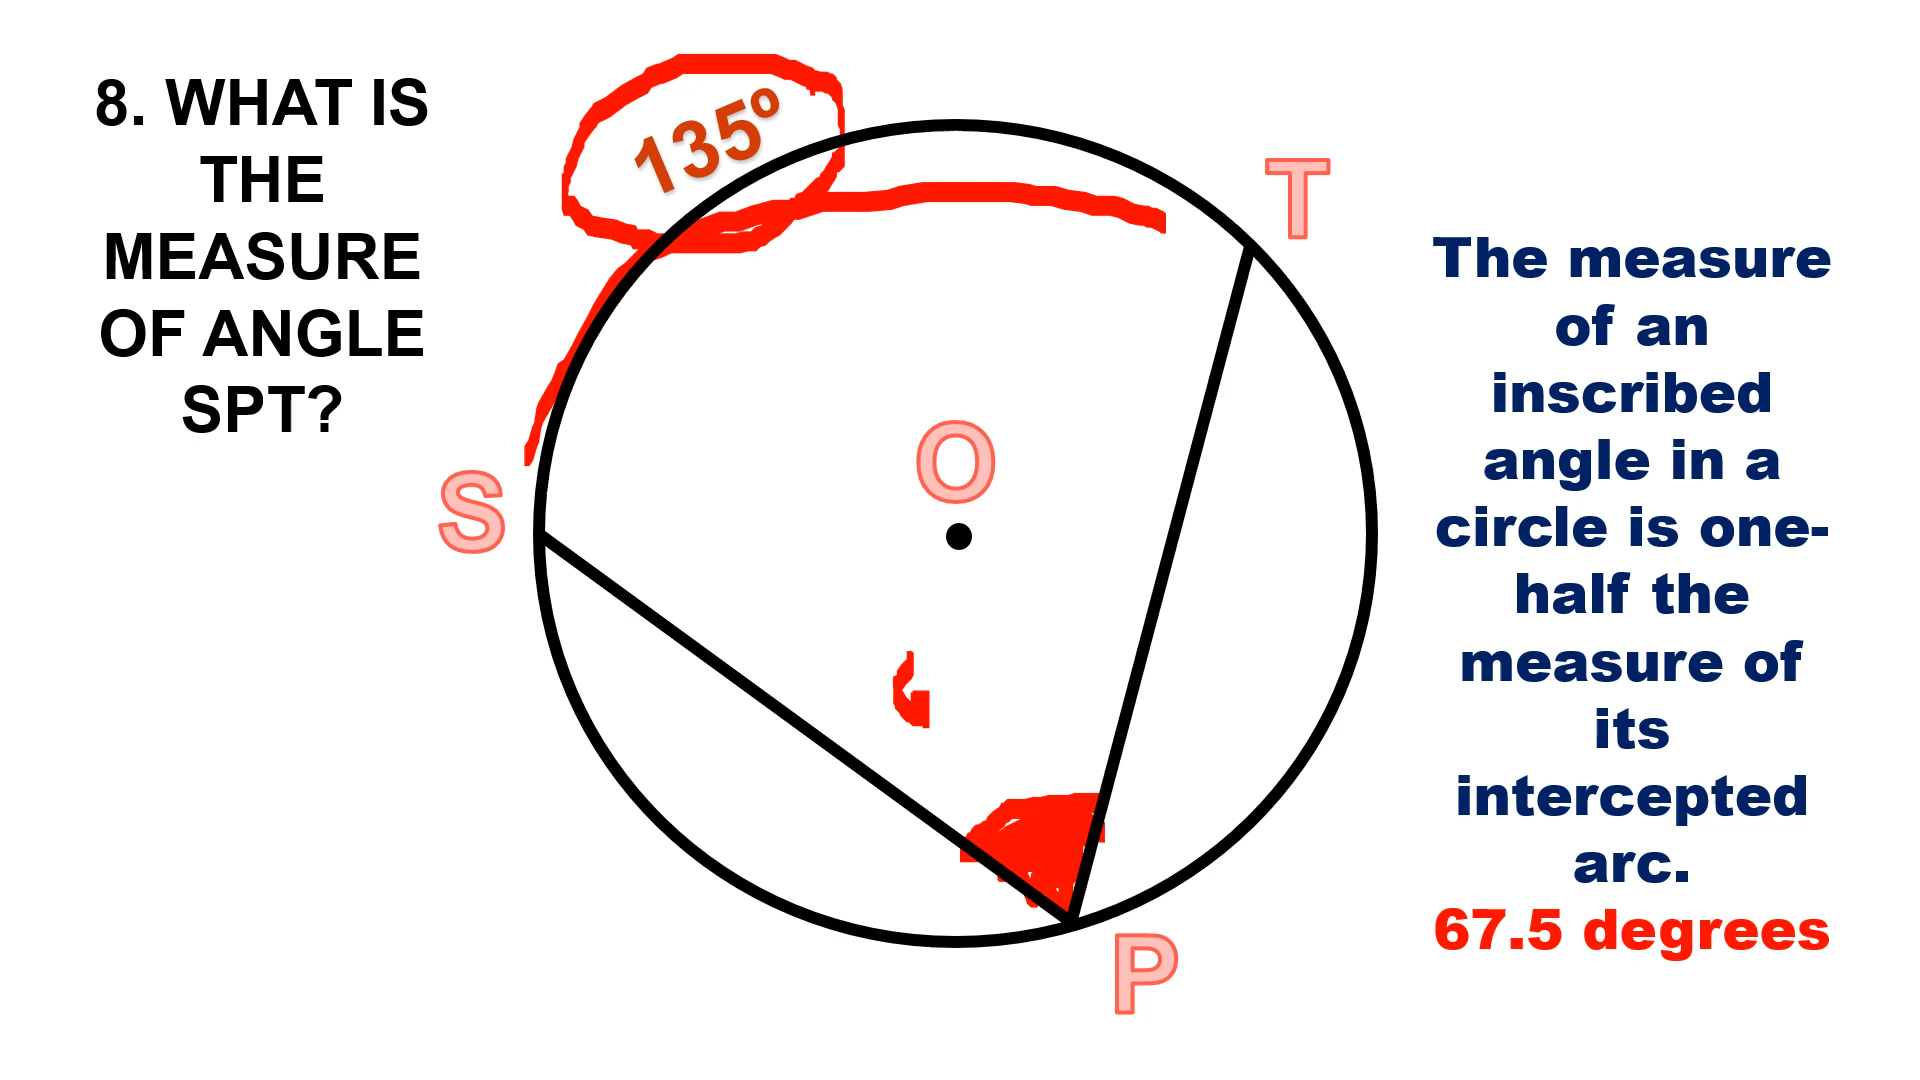 8. WHAT IS
THE
MEASURE
OF ANGLE
SPT?
135º
T
S
O
P
The measure
of an
inscribed
angle in a
circle is one-
half the
measure of
its
intercepted
arc.
67.5 degrees